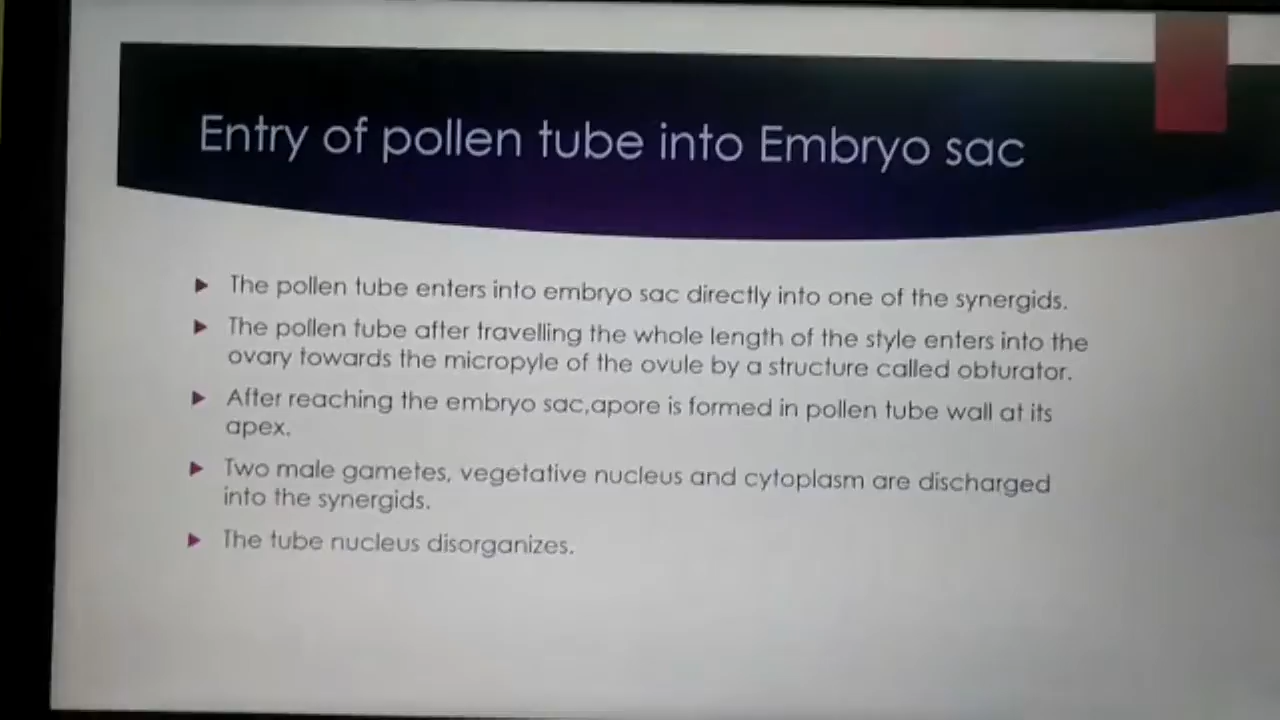 Entry of pollen tube into Embryo sac
The pollen tube enters into embryo sac directly into one of the synergids.
The pollen tube after travelling the whole length of the style enters into the
ovary towards the micropyle of the ovule by a structure called obturator.
After reaching the embryo sac,apore is formed in pollen tube wall at its
apex.
Two male gametes, vegetative nucleus and cytoplasm are discharged
into the synergids.
The tube nucleus disorganizes.